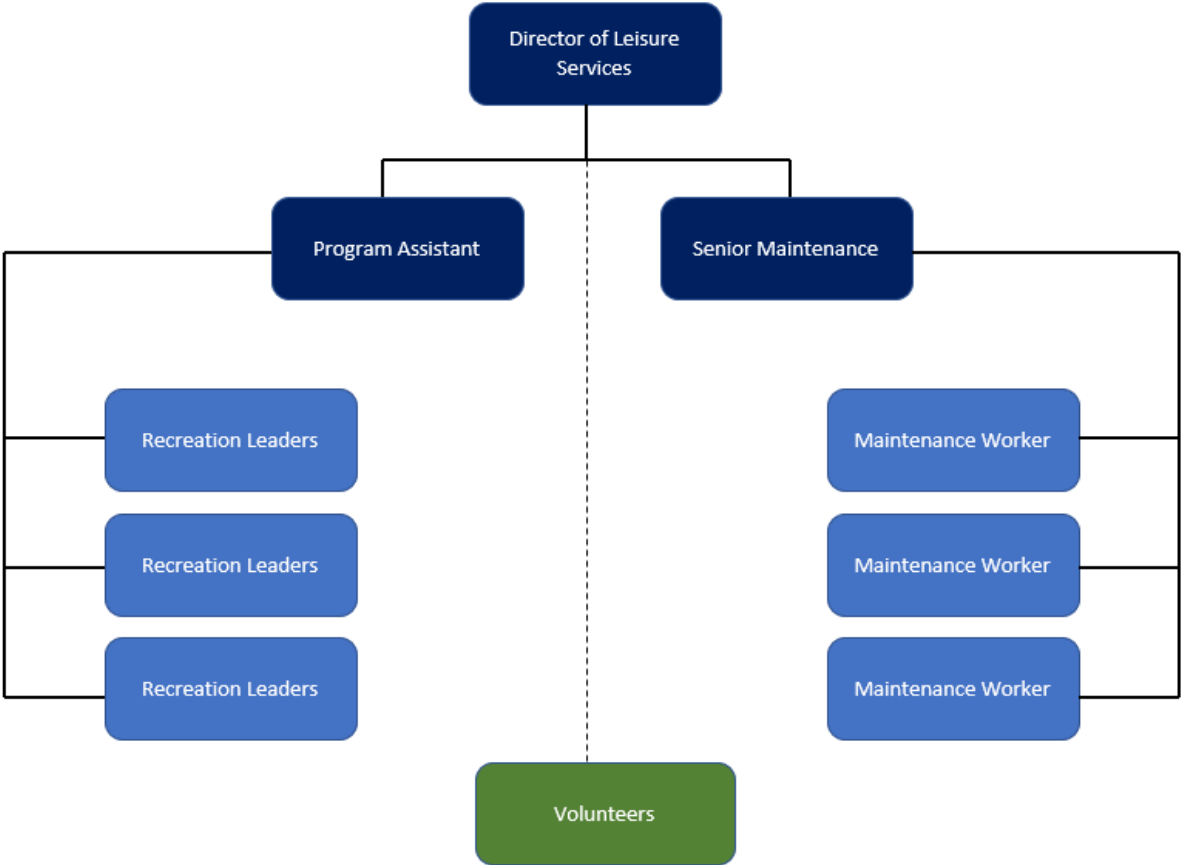 Director of Leisure
Services
Program Assistant
Senior Maintenance
Recreation Leaders
Maintenance Worker
Recreation Leaders
Maintenance Worker
Recreation Leaders
Maintenance Worker
Volunteers